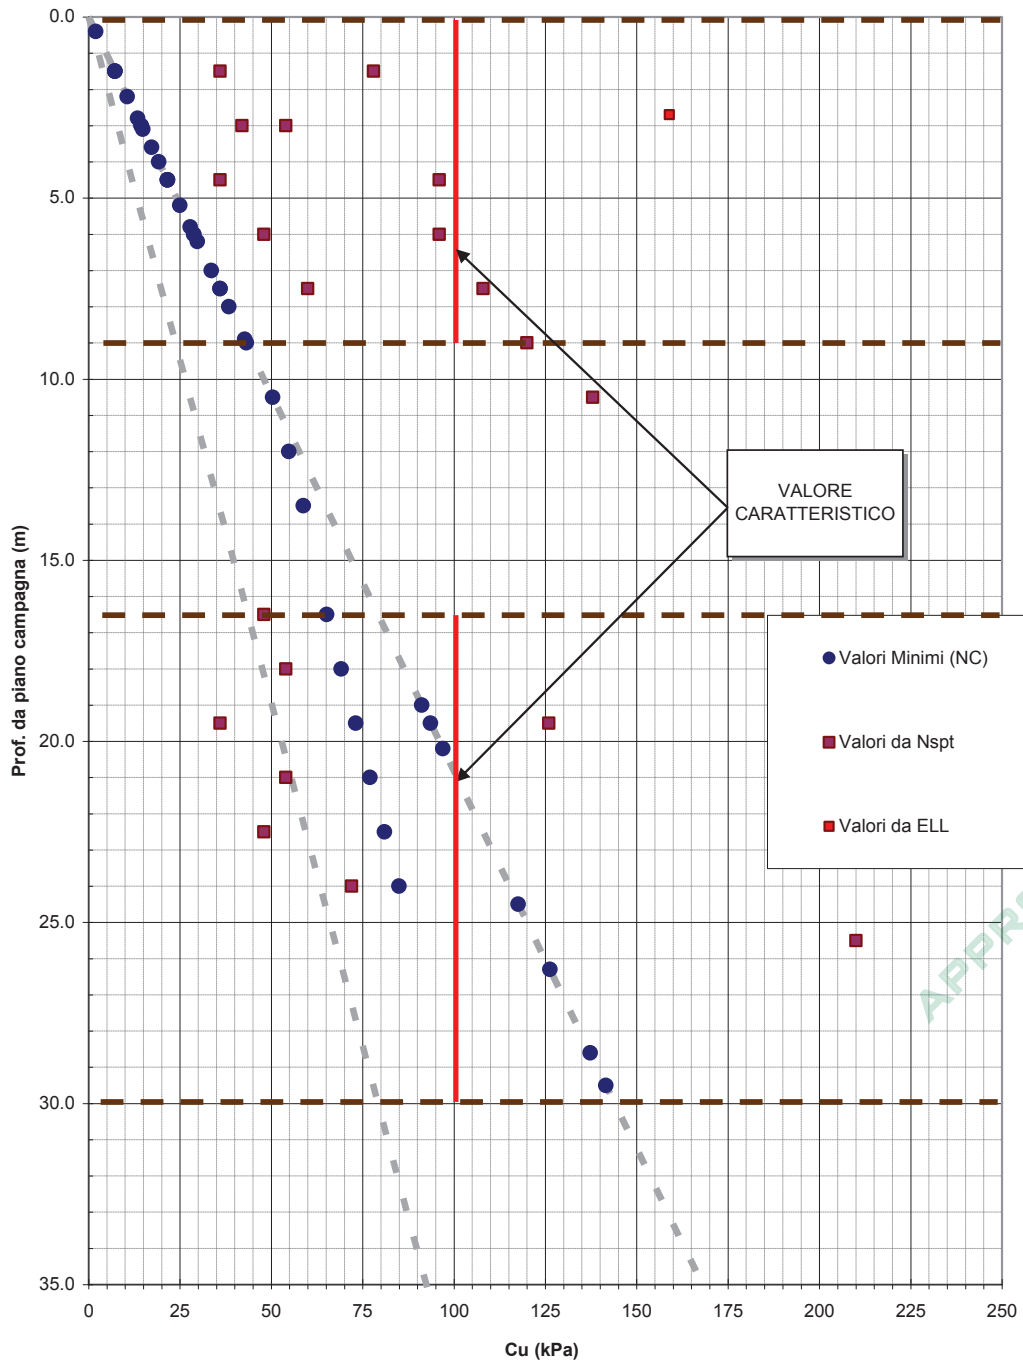 0.0
5.0
10.0
15.0
20.0
25.0
30.0
35.0
Prof. da piano campagna (m)
VALORE
CARATTERISTICO
Valori Minimi (NC)
Valori da Nspt
Valori da ELL
APPRO
0 25 50 75 100 125 150 175 200 225 250
Cu (kPa)